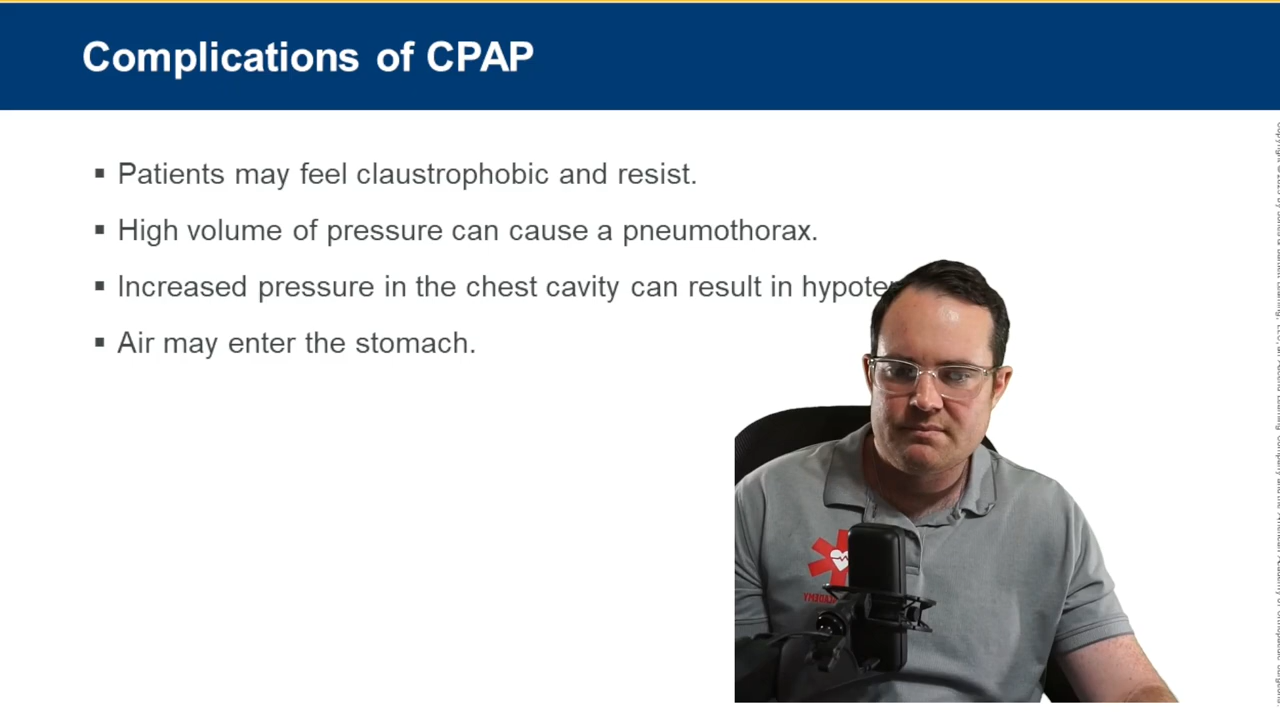 Complications of CPAP
▪ Patients may feel claustrophobic and resist.
▪ High volume of pressure can cause a pneumothorax.
▪ Increased pressure in the chest cavity can result in hypote
▪ Air may enter the stomach.